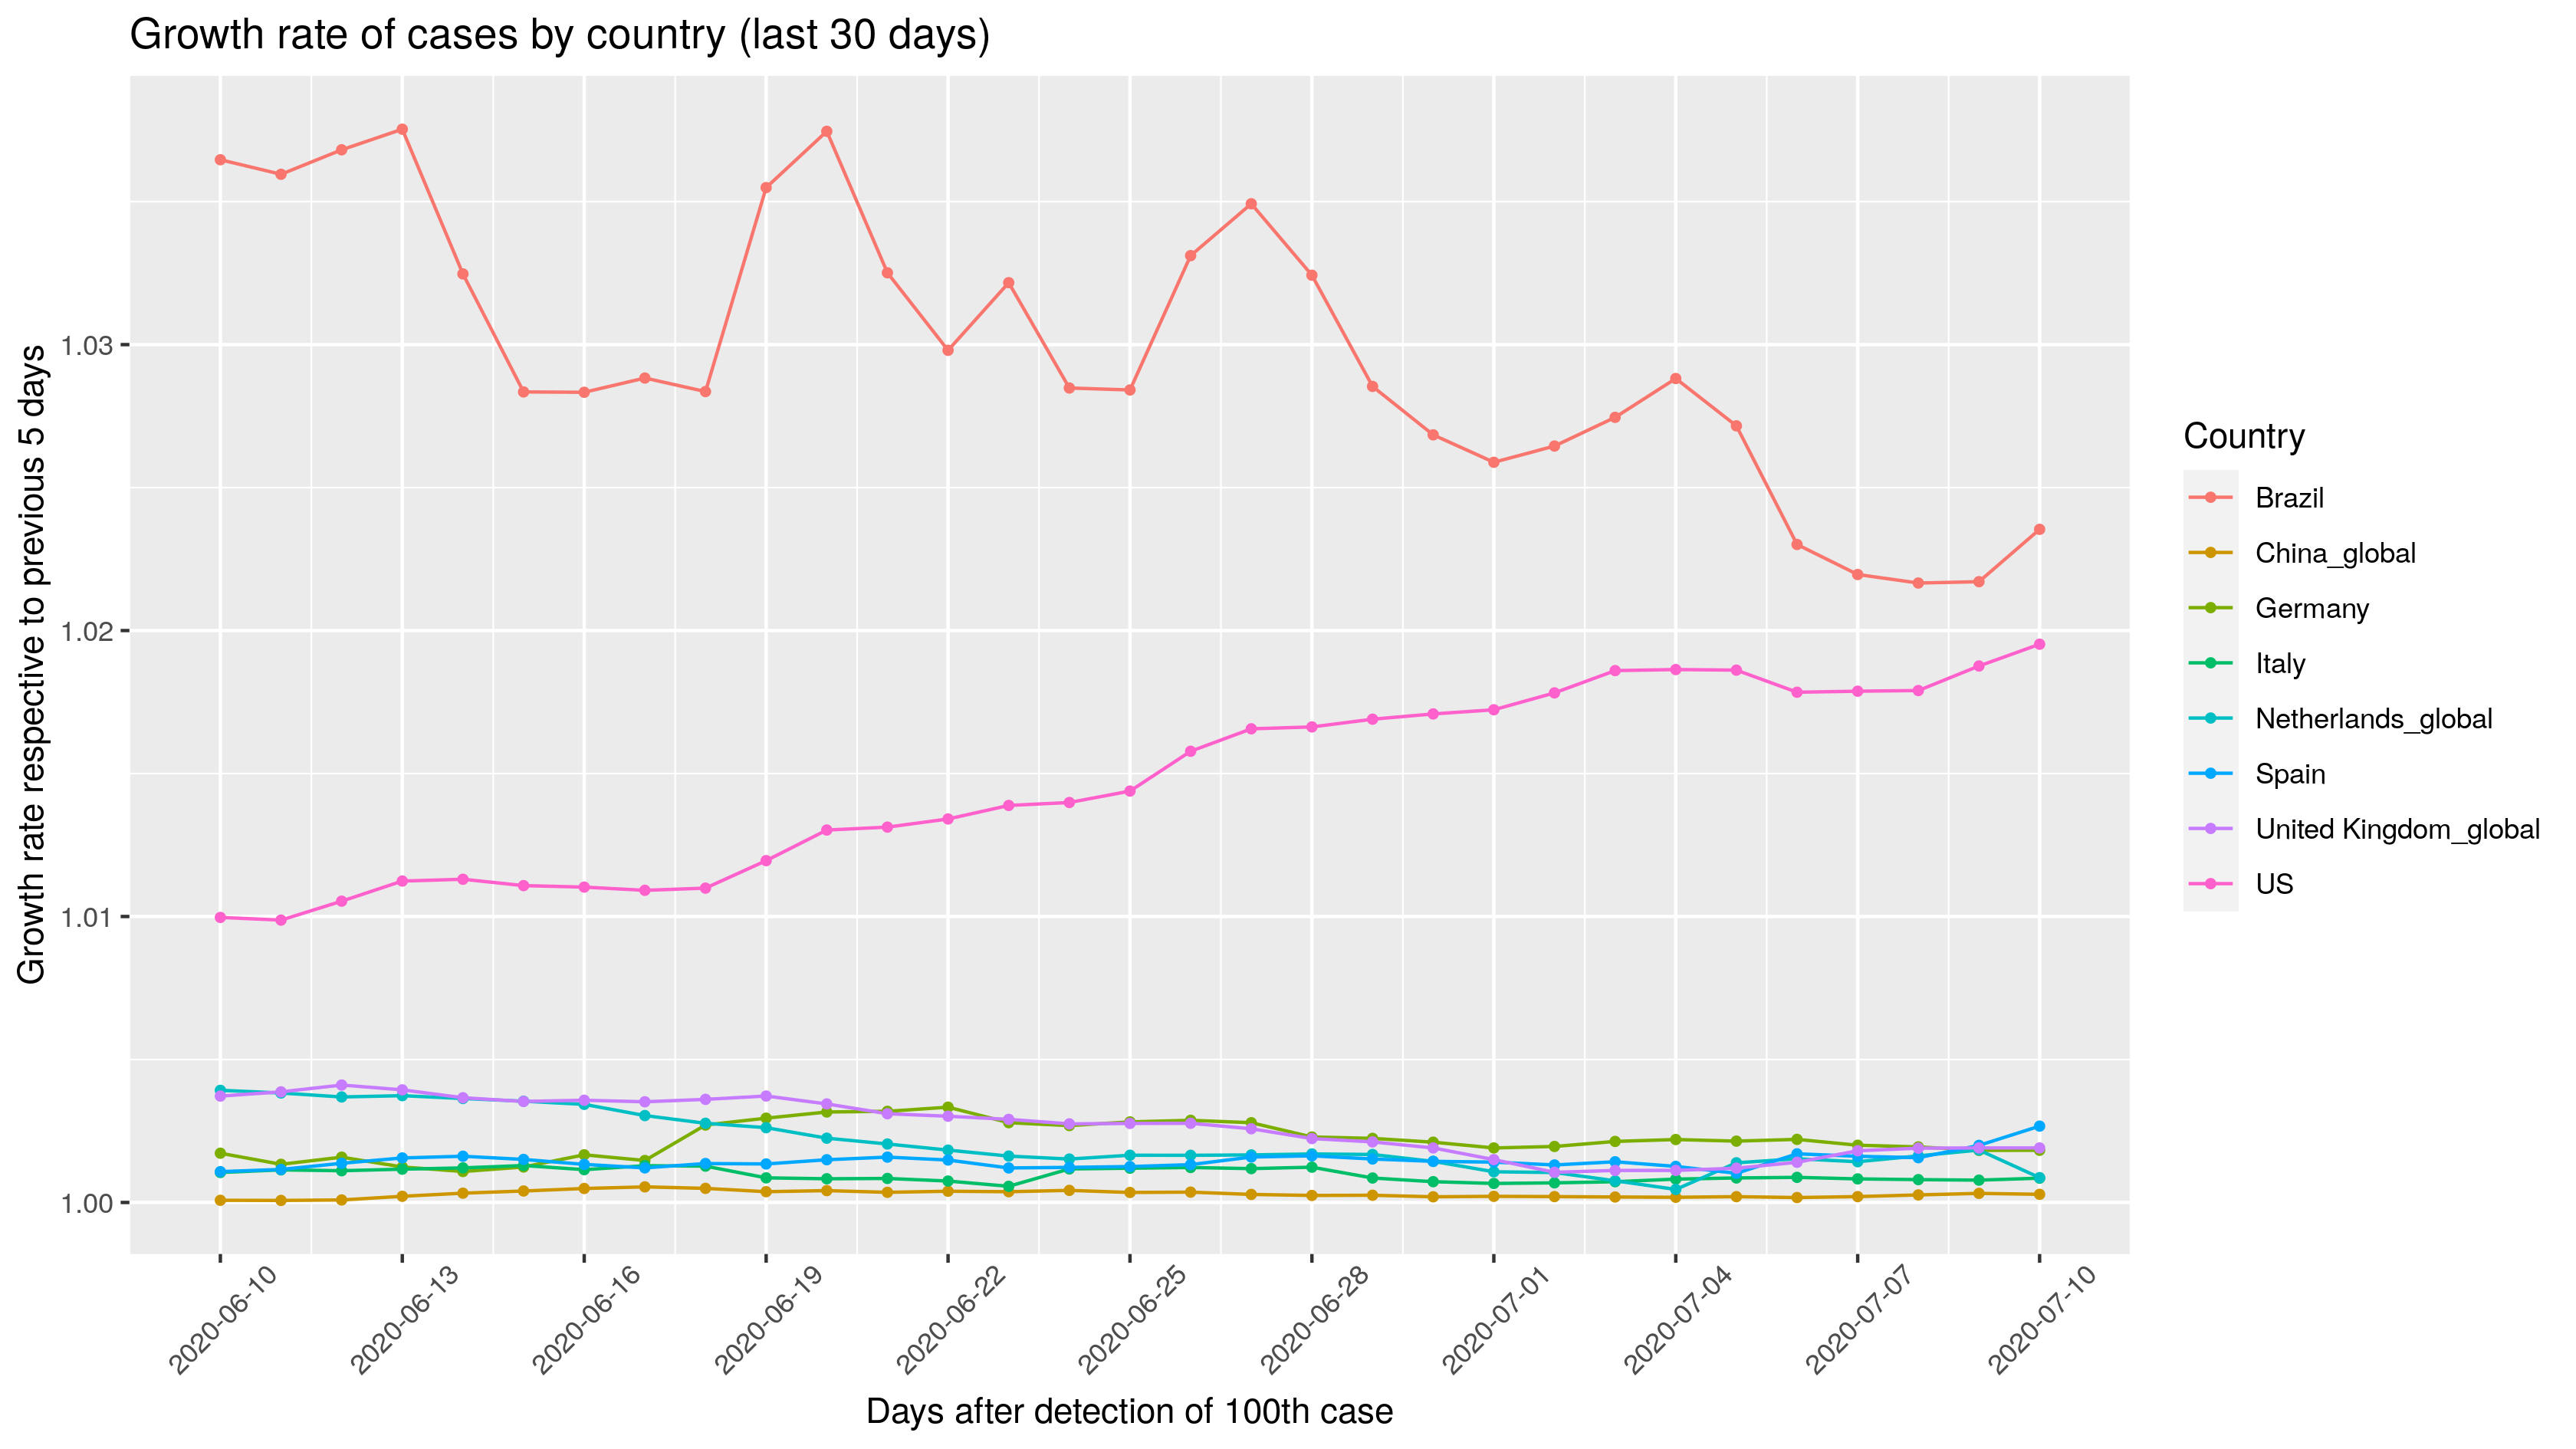 Growth rate of cases by country (last 30 days)
Growth rate respective to previous 5 days
1.03
1.02
1.01
1.00
2020-06-10
2020-06-13
2020-06-16
2020-06-19
2020-06-22
2020-06-25
2020-06-28
2020-07-01
2020-07-04
2020-07-07
2020-07-10
Days after detection of 100th case
Country
Brazil
China_global
Germany
Italy
Netherlands_global
Spain
United Kingdom_global
US